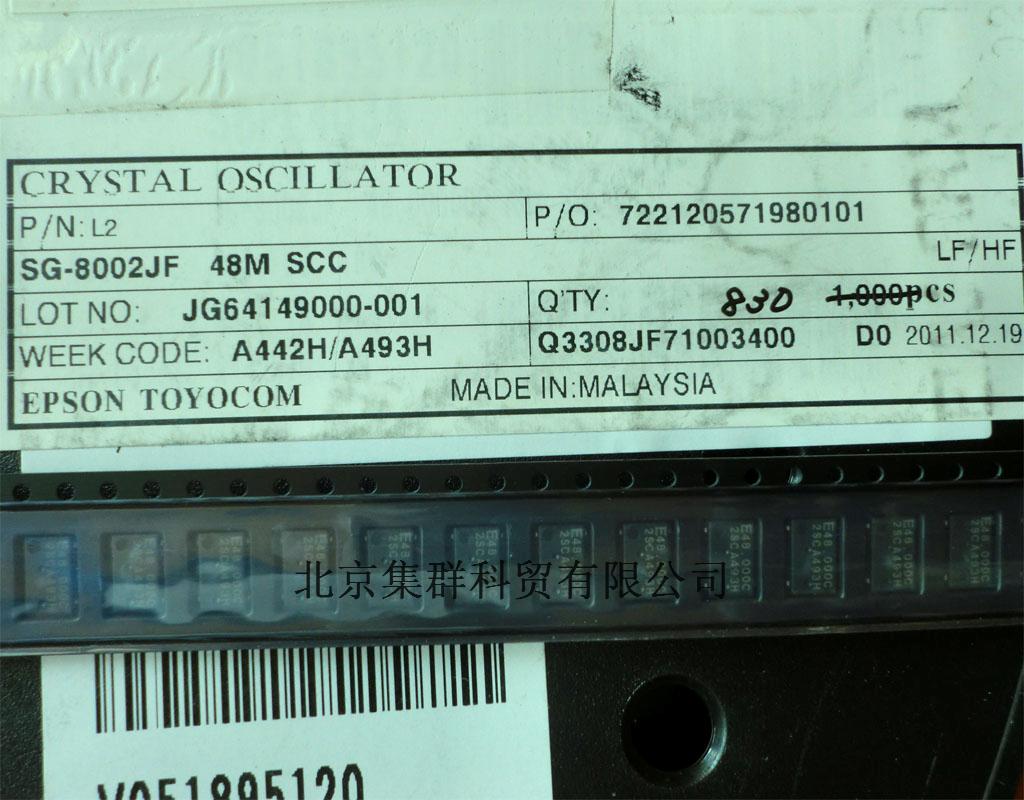 CRYSTAL OSCILLATOR
P/N: L2 P/O: 722120571980101
SG-8002JF 48M SCC LF/HF
LOT NO: JG64149000-001 Q'TY: 830 1,000pcs
WEEK CODE: A442H/A493H Q3308JF71003400 D0 2011.12.19
EPSON TOYOCOM MADE IN:MALAYSIA
E48.000C
2SCA493H
北京集群科贸有限公司
V051895120